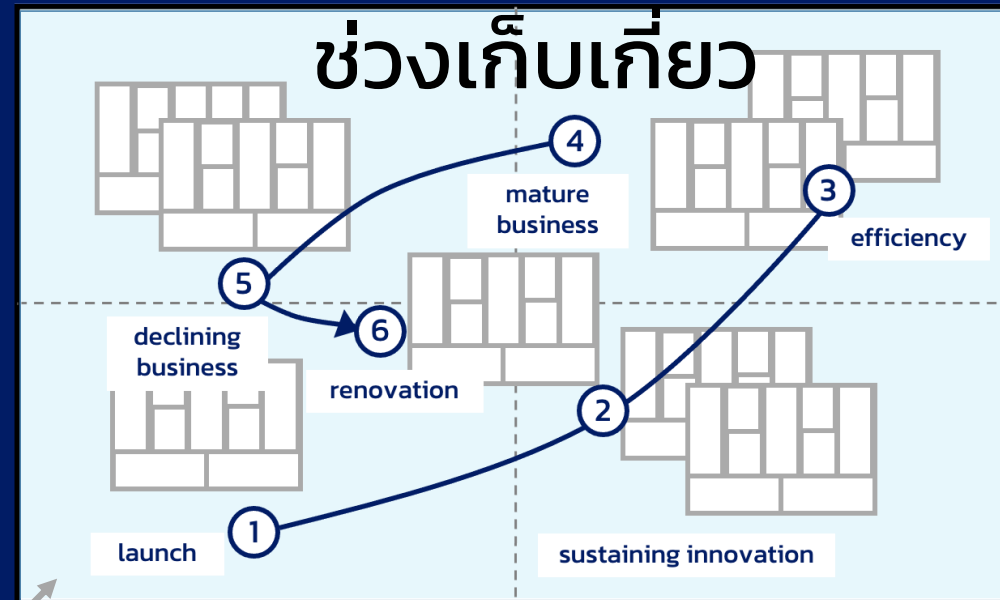 ช่วงเก็บเกี่ยว
4
mature
business
3
efficiency
5
6
declining
business
renovation
2
1
launch
sustaining innovation